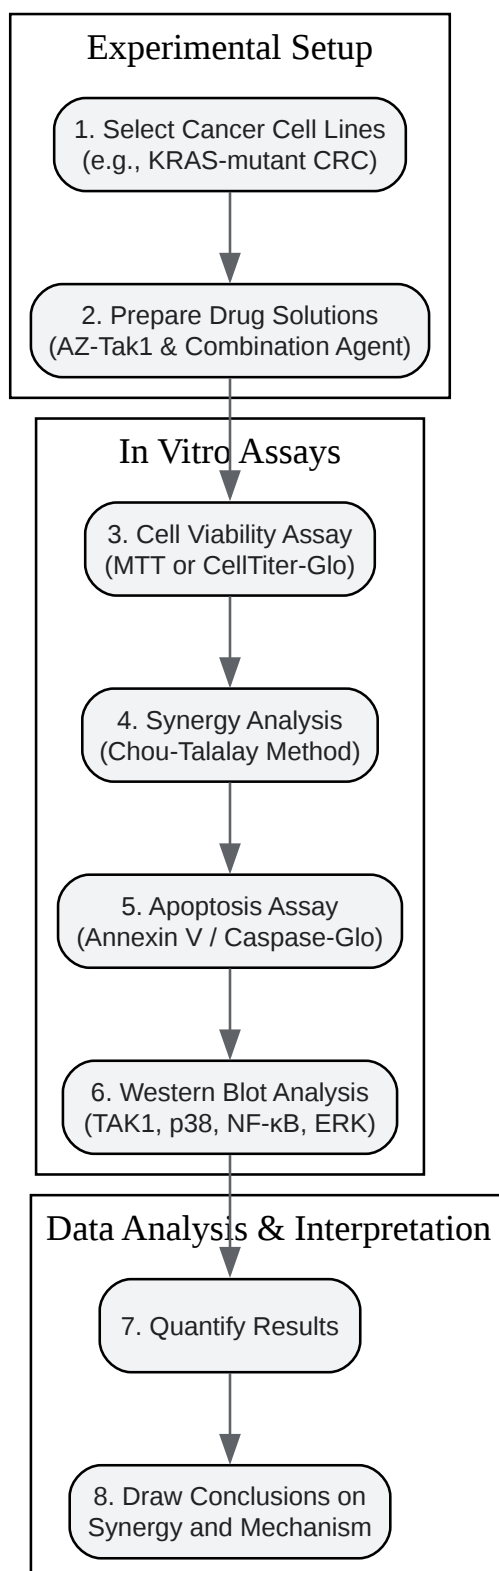 Experimental Setup
1. Select Cancer Cell Lines
(e.g., KRAS-mutant CRC)
2. Prepare Drug Solutions
(AZ-Tak1 & Combination Agent)
In Vitro Assays
3. Cell Viability Assay
(MTT or CellTiter-Glo)
4. Synergy Analysis
(Chou-Talalay Method)
5. Apoptosis Assay
(Annexin V / Caspase-Glo)
6. Western Blot Analysis
(TAK1, p38, NF-κB, ERK)
Data Analysis & Interpretation
7. Quantify Results
8. Draw Conclusions on
Synergy and Mechanism